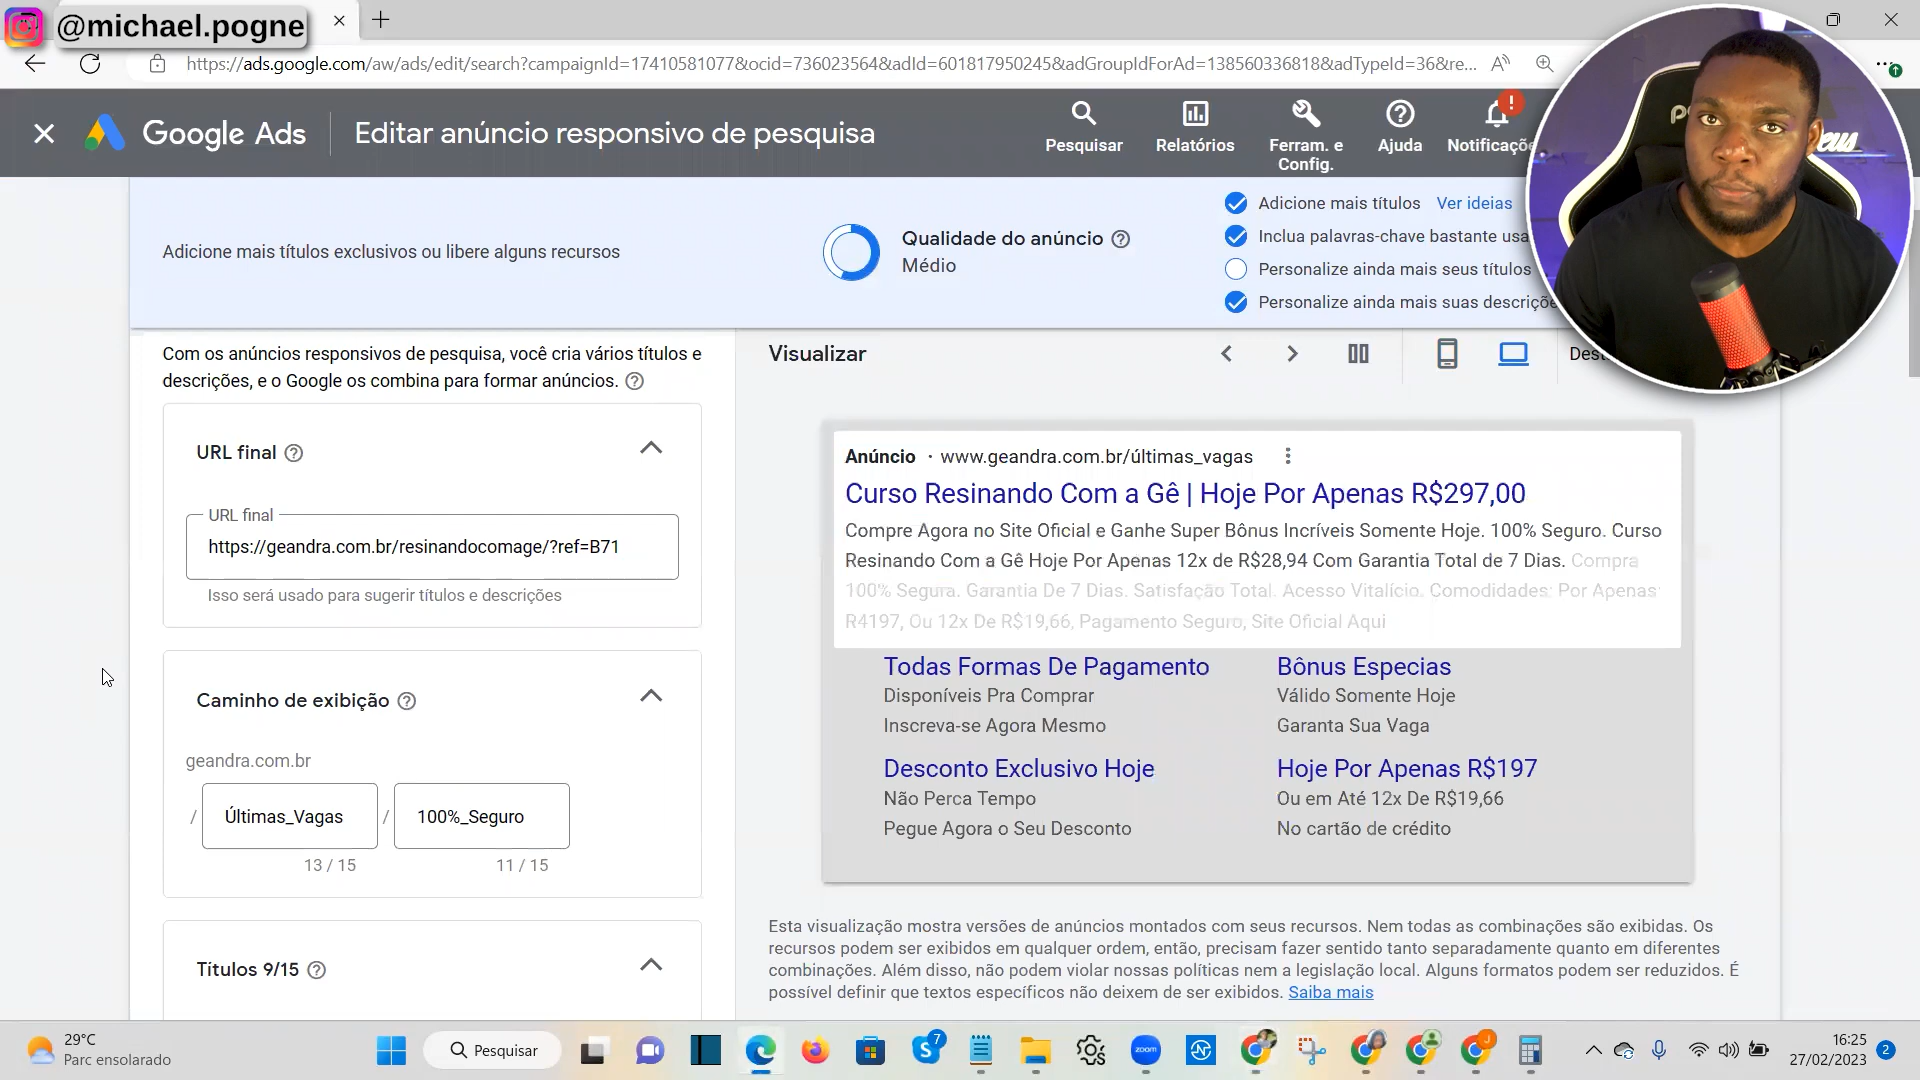 @michael.pogne
https://ads.google.com/aw/ads/edit/search?campaignId=17410581077&ocid=736023564&adId=601817950245&adGroupIdForAd=138560336818&adTypeId=36&re...
Google Ads
Editar anúncio responsivo de pesquisa
Pesquisar
Relatórios
Ferram. e
Config.
Ajuda
Notificaçõe
Adicione mais títulos exclusivos ou libere alguns recursos
Qualidade do anúncio
Médio
Adicione mais títulos Ver ideias
Inclua palavras-chave bastante usa
Personalize ainda mais seus títulos
Personalize ainda mais suas descriçõe
Com os anúncios responsivos de pesquisa, você cria vários títulos e
descrições, e o Google os combina para formar anúncios.
URL final
URL final
https://geandra.com.br/resinandocomage/?ref=B71
Isso será usado para sugerir títulos e descrições
Caminho de exibição
geandra.com.br
/ Últimas_Vagas / 100%_Seguro
13 / 15 11 / 15
Títulos 9/15
Visualizar
Dest
Anúncio · www.geandra.com.br/últimas_vagas
Curso Resinando Com a Gê | Hoje Por Apenas R$297,00
Compre Agora no Site Oficial e Ganhe Super Bônus Incríveis Somente Hoje. 100% Seguro. Curso
Resinando Com a Gê Hoje Por Apenas 12x de R$28,94 Com Garantia Total de 7 Dias. Compra
100% Segura. Garantia De 7 Dias. Satisfação Total. Acesso Vitalício. Comodidades: Por Apenas:
R4197, Ou 12x De R$19,66, Pagamento Seguro, Site Oficial Aqui
Todas Formas De Pagamento
Disponíveis Pra Comprar
Inscreva-se Agora Mesmo
Bônus Especias
Válido Somente Hoje
Garanta Sua Vaga
Desconto Exclusivo Hoje
Não Perca Tempo
Pegue Agora o Seu Desconto
Hoje Por Apenas R$197
Ou em Até 12x De R$19,66
No cartão de crédito
Esta visualização mostra versões de anúncios montados com seus recursos. Nem todas as combinações são exibidas. Os
recursos podem ser exibidos em qualquer ordem, então, precisam fazer sentido tanto separadamente quanto em diferentes
combinações. Além disso, não podem violar nossas políticas nem a legislação local. Alguns formatos podem ser reduzidos. É
possível definir que textos específicos não deixem de ser exibidos. Saiba mais
29°C
Parc ensolarado
Pesquisar
7
zoom
J
16:25
27/02/2023
2